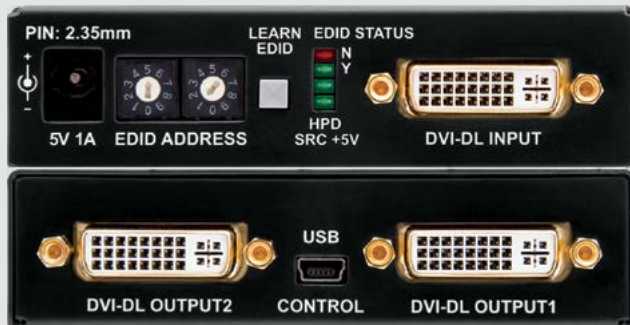 PIN: 2.35mm
LEARN
EDID
EDID STATUS
N
Y
+
−
5V 1A
EDID ADDRESS
HPD
SRC +5V
DVI-DL INPUT
DVI-DL OUTPUT2
USB
CONTROL
DVI-DL OUTPUT1